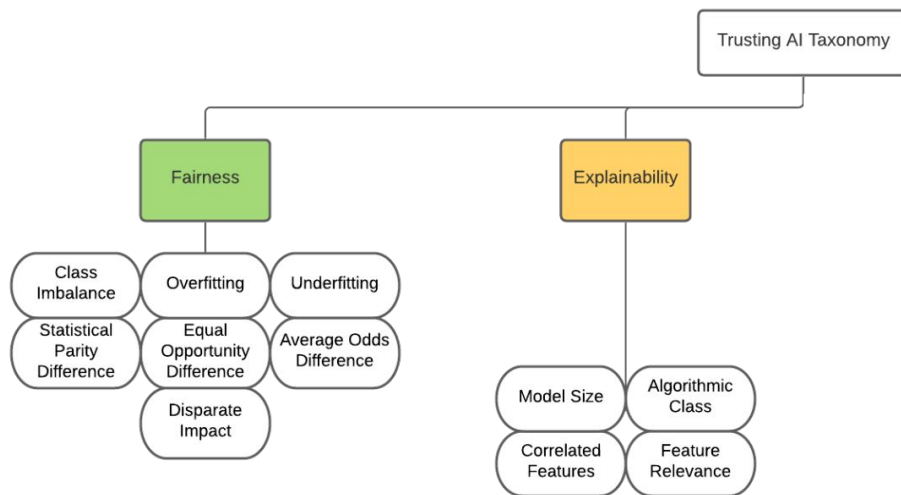 Trusting AI Taxonomy
Fairness
Explainability
Class
Imbalance
Overfitting
Underfitting
Statistical
Parity
Difference
Equal
Opportunity
Difference
Average Odds
Difference
Disparate
Impact
Model Size
Algorithmic
Class
Correlated
Features
Feature
Relevance